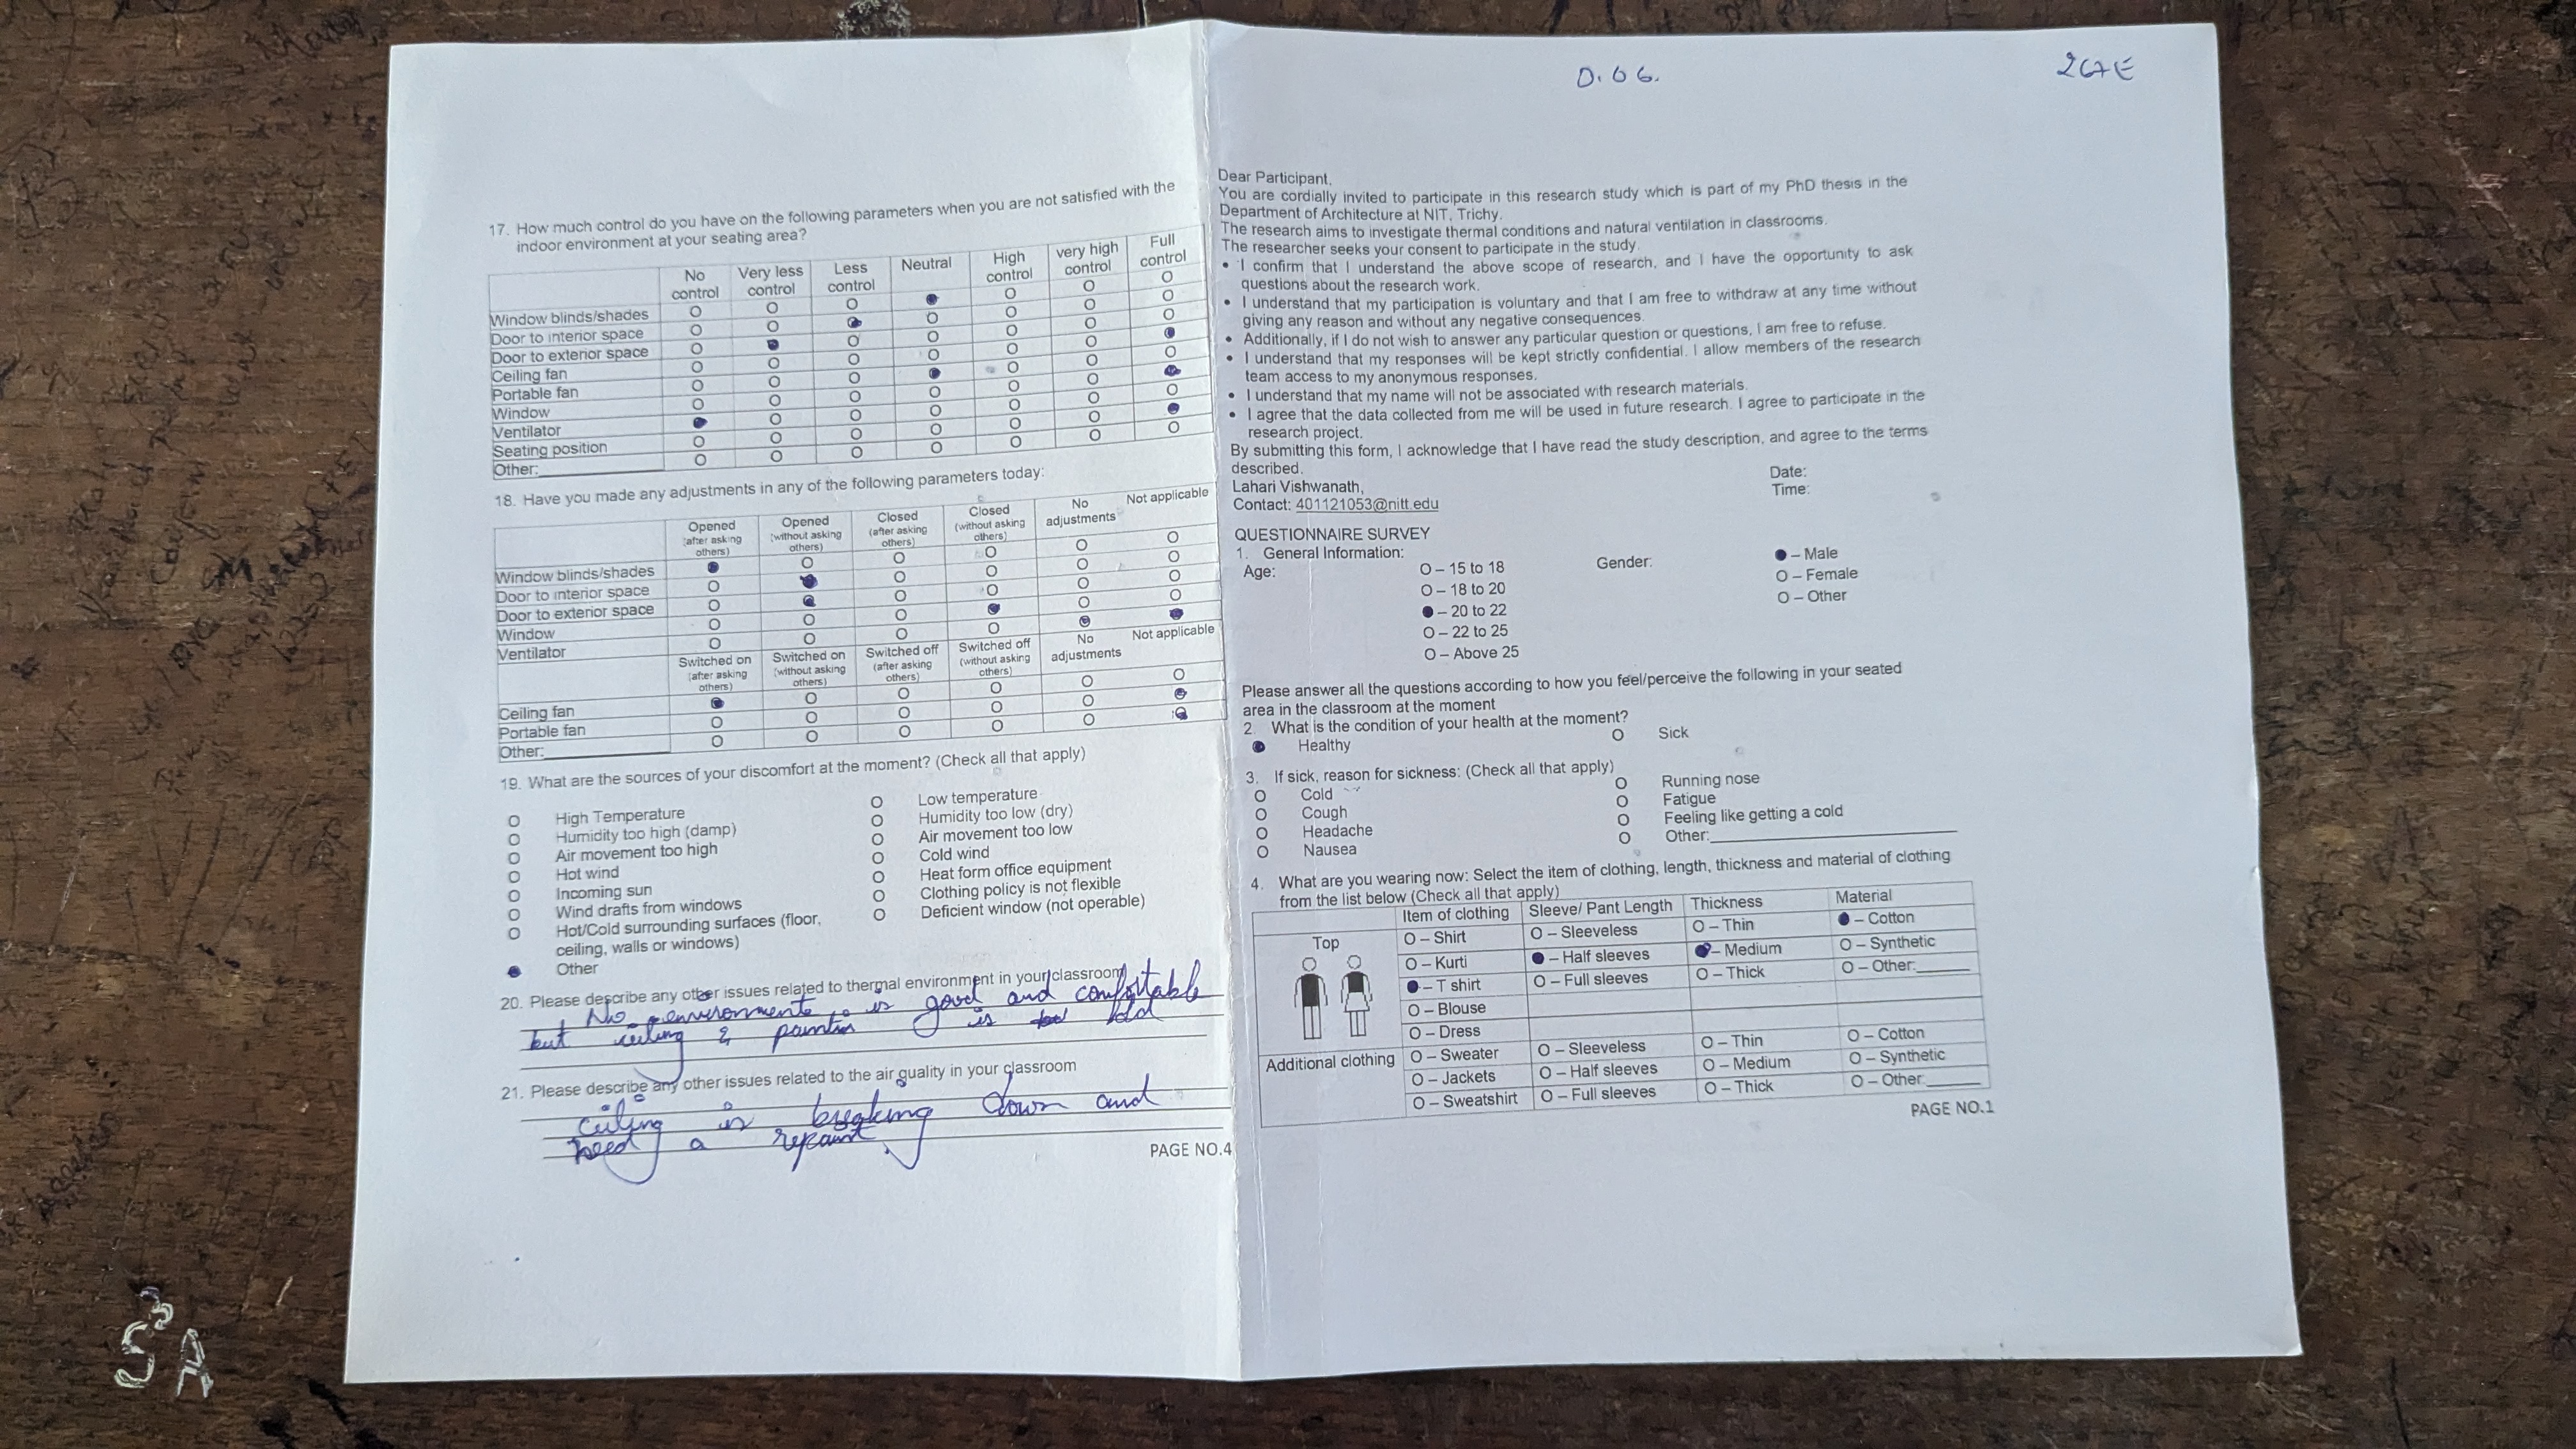 D. 06.
2G7E
17. How much control do you have on the following parameters when you are not satisfied with the
indoor environment at your seating area?
No control
Very less control
Less control
Neutral
High control
very high control
Full control
Window blinds/shades
Door to interior space
Door to exterior space
Ceiling fan
Portable fan
Window
Ventilator
Seating position
Other:
18. Have you made any adjustments in any of the following parameters today:
Opened (after asking others)
Opened (without asking others)
Closed (after asking others)
Closed (without asking others)
No adjustments
Not applicable
Window blinds/shades
Door to interior space
Door to exterior space
Window
Ventilator
Switched on (after asking others)
Switched on (without asking others)
Switched off (after asking others)
Switched off (without asking others)
No adjustments
Not applicable
Ceiling fan
Portable fan
Other:
19. What are the sources of your discomfort at the moment? (Check all that apply)
High Temperature
Humidity too high (damp)
Air movement too high
Hot wind
Incoming sun
Wind drafts from windows
Hot/Cold surrounding surfaces (floor,
ceiling, walls or windows)
Other
Low temperature
Humidity too low (dry)
Air movement too low
Cold wind
Heat form office equipment
Clothing policy is not flexible
Deficient window (not operable)
20. Please describe any other issues related to thermal environment in your classroom
No environments is good and comfortable
but ceiling & is
21. Please describe any other issues related to the air quality in your classroom
ceiling is breaking down and
need a repaint.
PAGE NO.4
Dear Participant,
You are cordially invited to participate in this research study which is part of my PhD thesis in the
Department of Architecture at NIT, Trichy.
The research aims to investigate thermal conditions and natural ventilation in classrooms.
The researcher seeks your consent to participate in the study.
• I confirm that I understand the above scope of research, and I have the opportunity to ask
questions about the research work.
• I understand that my participation is voluntary and that I am free to withdraw at any time without
giving any reason and without any negative consequences.
• Additionally, if I do not wish to answer any particular question or questions, I am free to refuse.
• I understand that my responses will be kept strictly confidential. I allow members of the research
team access to my anonymous responses.
• I understand that my name will not be associated with research materials.
• I agree that the data collected from me will be used in future research. I agree to participate in the
research project.
By submitting this form, I acknowledge that I have read the study description, and agree to the terms
described.
Lahari Vishwanath,
Contact: 401121053@nitt.edu
Date:
Time:
QUESTIONNAIRE SURVEY
1. General Information:
Age:
O – 15 to 18
O – 18 to 20
● – 20 to 22
O – 22 to 25
O – Above 25
Gender:
● – Male
O – Female
O – Other
Please answer all the questions according to how you feel/perceive the following in your seated
area in the classroom at the moment
2. What is the condition of your health at the moment?
Healthy
Sick
3. If sick, reason for sickness: (Check all that apply)
Cold
Cough
Headache
Nausea
Running nose
Fatigue
Feeling like getting a cold
Other:
4. What are you wearing now: Select the item of clothing, length, thickness and material of clothing
from the list below (Check all that apply)
Item of clothing
Sleeve/ Pant Length
Thickness
Material
Top
O – Shirt
O – Kurti
● – T shirt
O – Blouse
O – Dress
O – Sleeveless
● – Half sleeves
O – Full sleeves
O – Thin
● – Medium
O – Thick
● – Cotton
O – Synthetic
O – Other:
Additional clothing
O – Sweater
O – Jackets
O – Sweatshirt
O – Sleeveless
O – Half sleeves
O – Full sleeves
O – Thin
O – Medium
O – Thick
O – Cotton
O – Synthetic
O – Other:
PAGE NO.1
SA